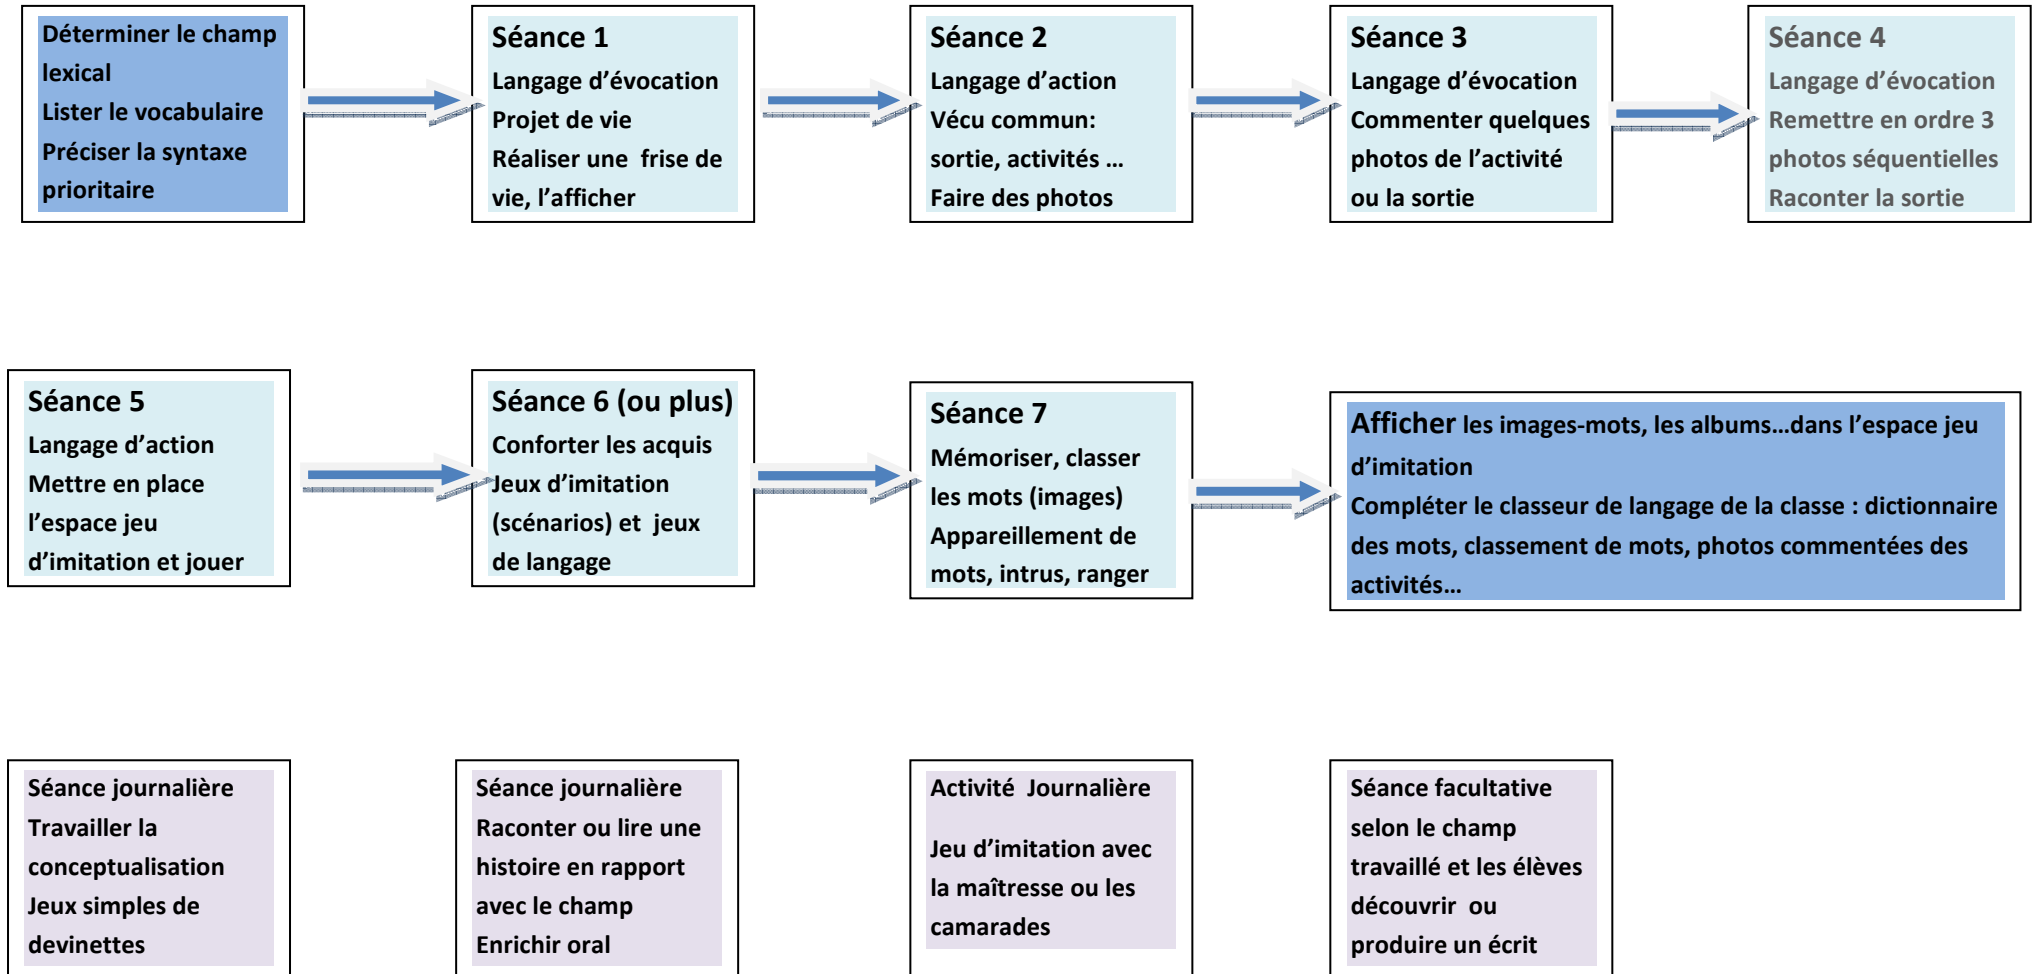 Déterminer le champ
lexical
Lister le vocabulaire
Préciser la syntaxe
prioritaire
Séance 1
Langage d’évocation
Projet de vie
Réaliser une frise de
vie, l’afficher
Séance 2
Langage d’action
Vécu commun:
sortie, activités …
Faire des photos
Séance 3
Langage d’évocation
Commenter quelques
photos de l’activité
ou la sortie
Séance 4
Langage d’évocation
Remettre en ordre 3
photos séquentielles
Raconter la sortie
Séance 5
Langage d’action
Mettre en place
l’espace jeu
d’imitation et jouer
Séance 6 (ou plus)
Conforter les acquis
Jeux d’imitation
(scénarios) et jeux
de langage
Séance 7
Mémoriser, classer
les mots (images)
Appareillement de
mots, intrus, ranger
Afficher les images-mots, les albums…dans l’espace jeu
d’imitation
Compléter le classeur de langage de la classe : dictionnaire
des mots, classement de mots, photos commentées des
activités…
Séance journalière
Travailler la
conceptualisation
Jeux simples de
devinettes
Séance journalière
Raconter ou lire une
histoire en rapport
avec le champ
Enrichir oral
Activité Journalière
Jeu d’imitation avec
la maîtresse ou les
camarades
Séance facultative
selon le champ
travaillé et les élèves
découvrir ou
produire un écrit